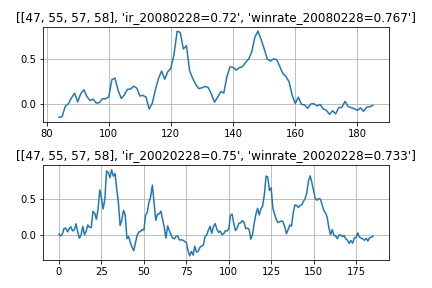 [[47, 55, 57, 58], 'ir_20080228=0.72', 'winrate_20080228=0.767']
0.5
0.0
80 100 120 140 160 180
[[47, 55, 57, 58], 'ir_20020228=0.75', 'winrate_20020228=0.733']
0.5
0.0
0 25 50 75 100 125 150 175